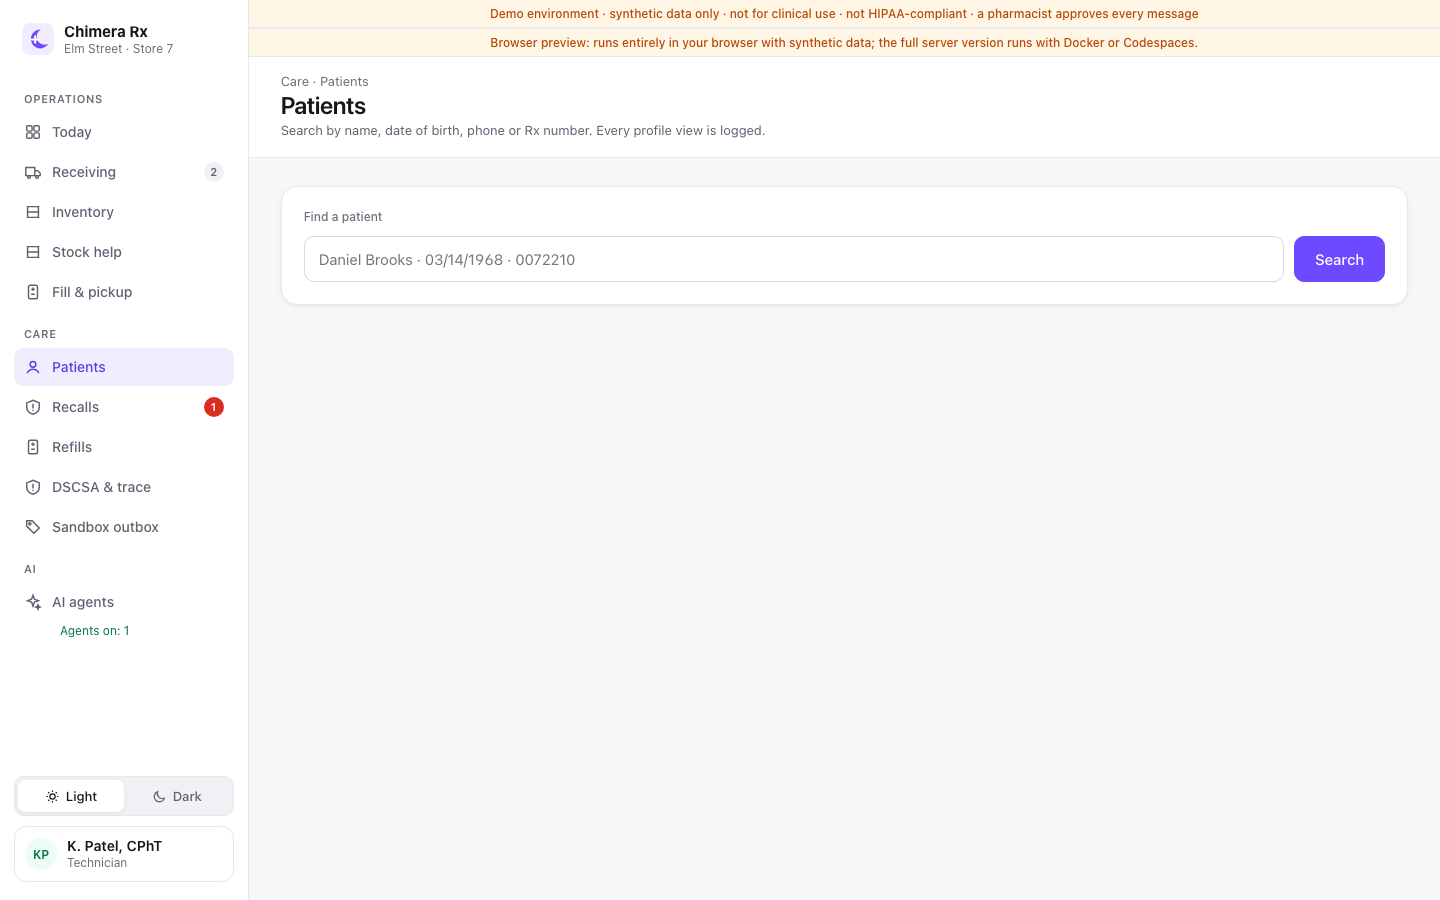 Chimera Rx
Elm Street · Store 7
OPERATIONS
Today
Receiving 2
Inventory
Stock help
Fill & pickup
CARE
Patients
Recalls 1
Refills
DSCSA & trace
Sandbox outbox
AI
AI agents
Agents on: 1
Light Dark
KP
K. Patel, CPhT
Technician
Demo environment · synthetic data only · not for clinical use · not HIPAA-compliant · a pharmacist approves every message
Browser preview: runs entirely in your browser with synthetic data; the full server version runs with Docker or Codespaces.
Care · Patients
Patients
Search by name, date of birth, phone or Rx number. Every profile view is logged.
Find a patient
Daniel Brooks · 03/14/1968 · 0072210
Search